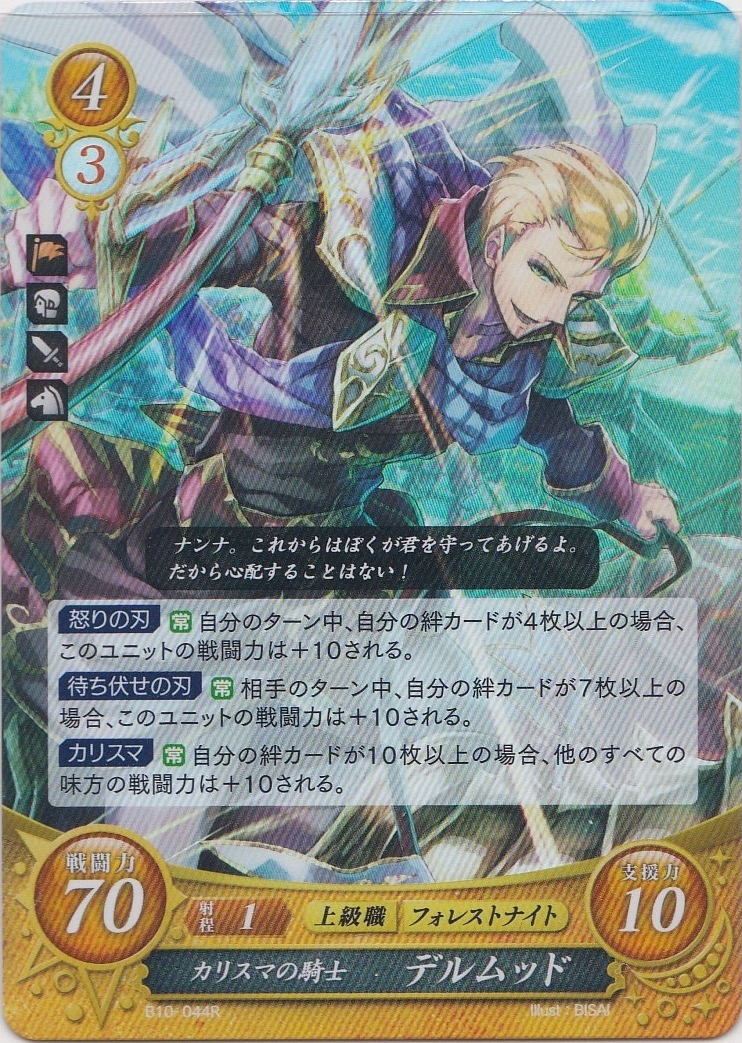 4
3
ナンナ。これからはぼくが君を守ってあげるよ。
だから心配することはない！
怒りの刃 常 自分のターン中、自分の絆カードが4枚以上の場合、
このユニットの戦闘力は＋10される。
待ち伏せの刃 常 相手のターン中、自分の絆カードが7枚以上の
場合、このユニットの戦闘力は＋10される。
カリスマ 常 自分の絆カードが10枚以上の場合、他のすべての
味方の戦闘力は＋10される。
戦闘力
70
射程 1
上級職 フォレストナイト
支援力
10
カリスマの騎士 デルムッド
B10-044R
Illust：BISAI